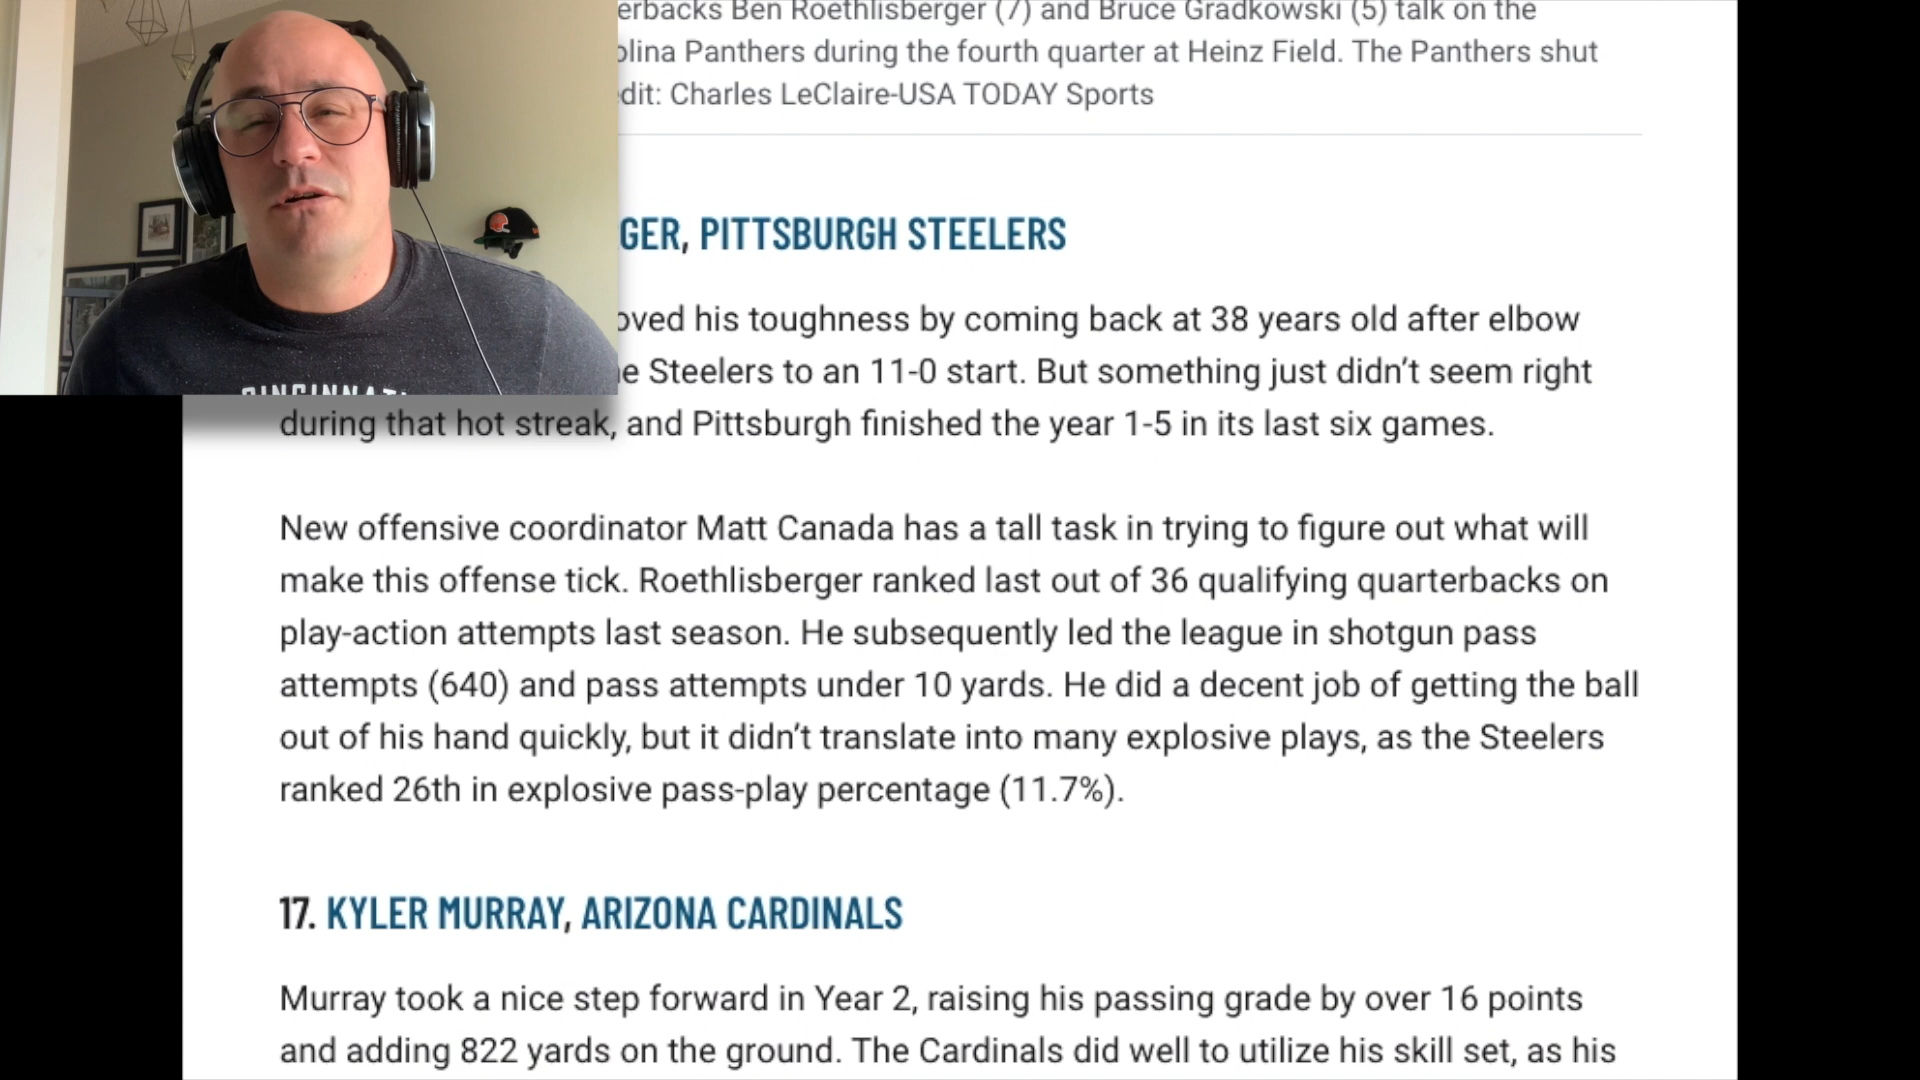 erbacks Ben Roethlisberger (7) and Bruce Gradkowski (5) talk on the
olina Panthers during the fourth quarter at Heinz Field. The Panthers shut
edit: Charles LeClaire-USA TODAY Sports
GER, PITTSBURGH STEELERS
oved his toughness by coming back at 38 years old after elbow
e Steelers to an 11-0 start. But something just didn’t seem right
during that hot streak, and Pittsburgh finished the year 1-5 in its last six games.
New offensive coordinator Matt Canada has a tall task in trying to figure out what will
make this offense tick. Roethlisberger ranked last out of 36 qualifying quarterbacks on
play-action attempts last season. He subsequently led the league in shotgun pass
attempts (640) and pass attempts under 10 yards. He did a decent job of getting the ball
out of his hand quickly, but it didn’t translate into many explosive plays, as the Steelers
ranked 26th in explosive pass-play percentage (11.7%).
17. KYLER MURRAY, ARIZONA CARDINALS
Murray took a nice step forward in Year 2, raising his passing grade by over 16 points
and adding 822 yards on the ground. The Cardinals did well to utilize his skill set, as his
CINCINNATI